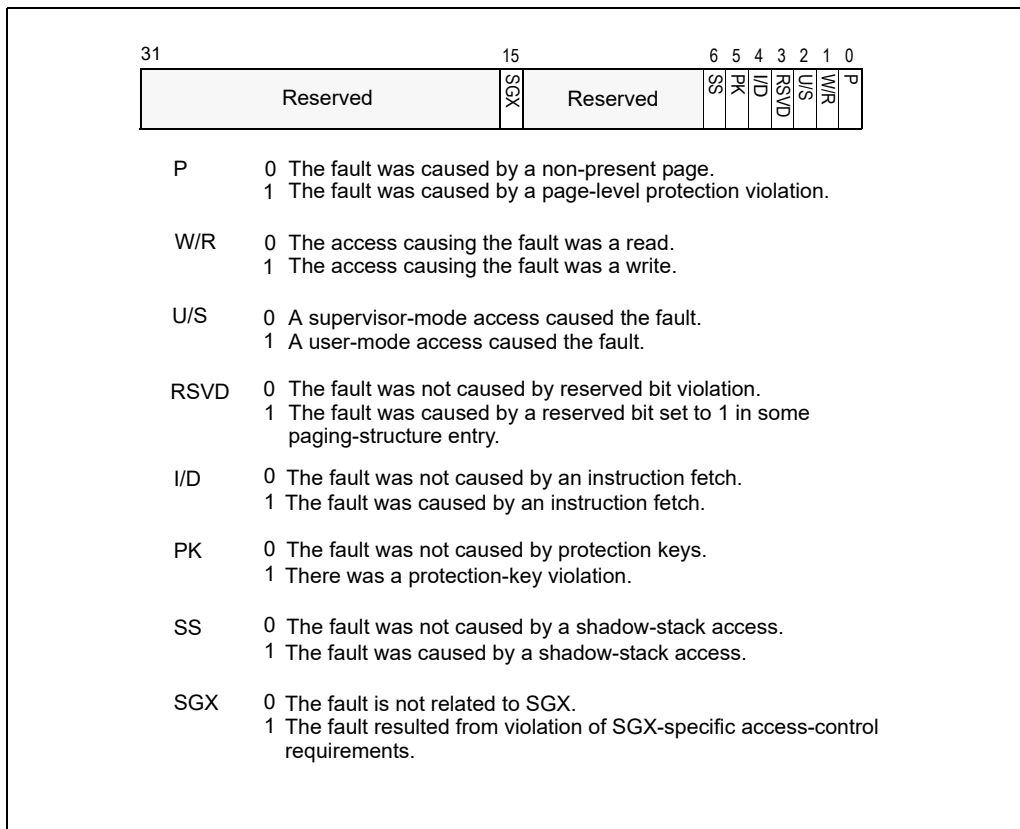 31 15 6 5 4 3 2 1 0
Reserved SGX Reserved SS PK I/D RSVD U/S W/R P
P 0 The fault was caused by a non-present page.
1 The fault was caused by a page-level protection violation.
W/R 0 The access causing the fault was a read.
1 The access causing the fault was a write.
U/S 0 A supervisor-mode access caused the fault.
1 A user-mode access caused the fault.
RSVD 0 The fault was not caused by reserved bit violation.
1 The fault was caused by a reserved bit set to 1 in some
paging-structure entry.
I/D 0 The fault was not caused by an instruction fetch.
1 The fault was caused by an instruction fetch.
PK 0 The fault was not caused by protection keys.
1 There was a protection-key violation.
SS 0 The fault was not caused by a shadow-stack access.
1 The fault was caused by a shadow-stack access.
SGX 0 The fault is not related to SGX.
1 The fault resulted from violation of SGX-specific access-control
requirements.